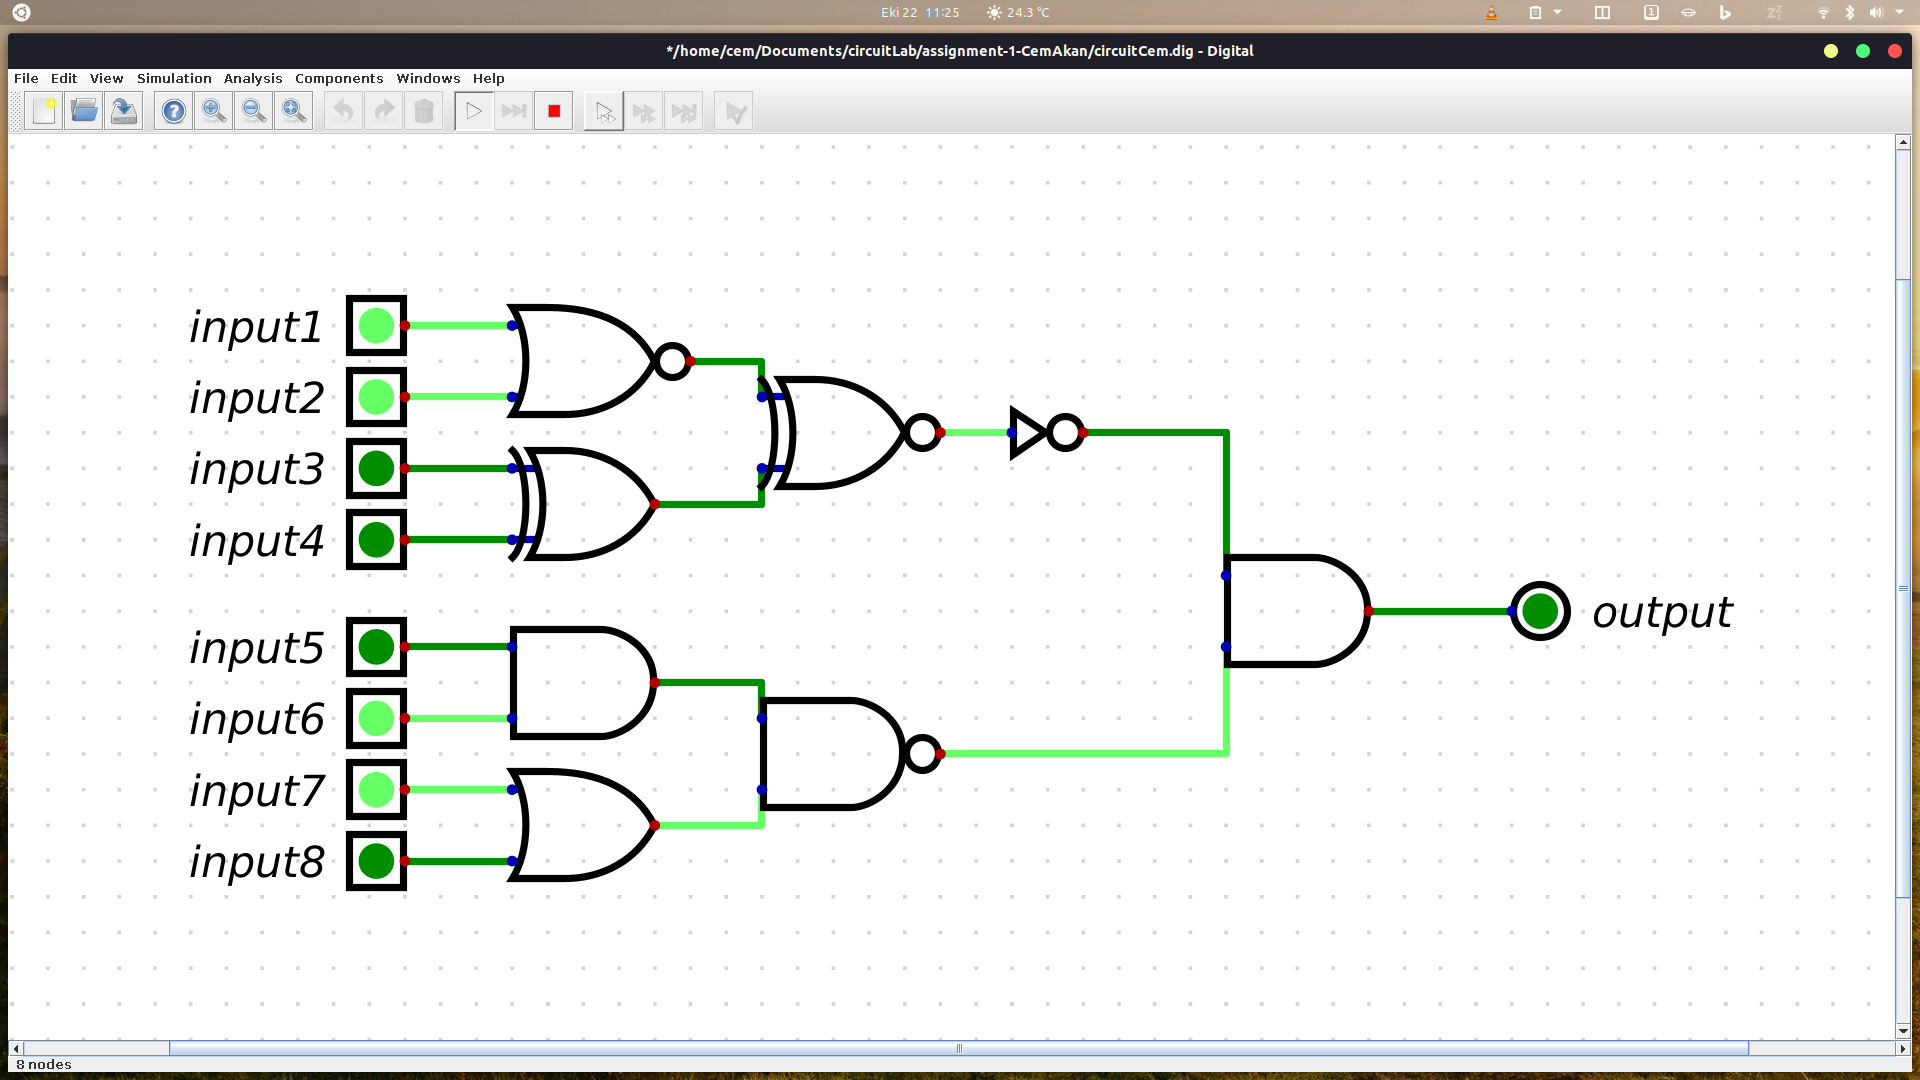 Eki 22 11:25 24.3 °C
1
*/home/cem/Documents/circuitLab/assignment-1-CemAkan/circuitCem.dig - Digital
File Edit View Simulation Analysis Components Windows Help
input1
input2
input3
input4
input5
input6
input7
input8
output
8 nodes